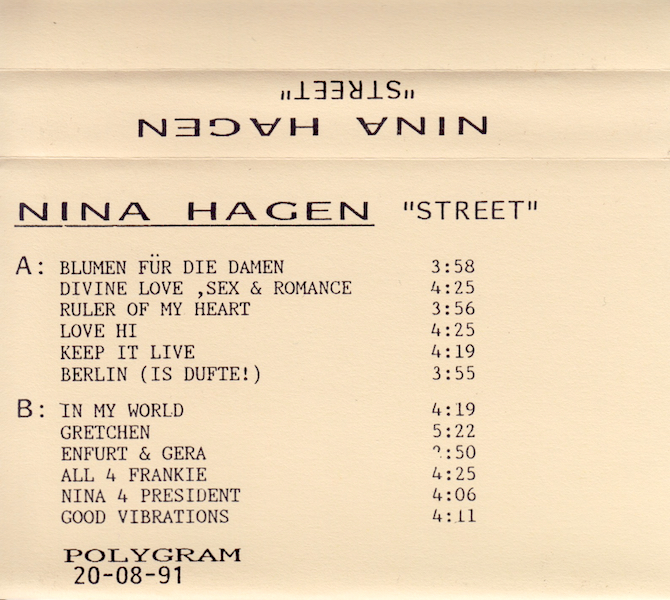 "STREET"
NINA HAGEN
NINA HAGEN "STREET"
A: BLUMEN FÜR DIE DAMEN 3:58
DIVINE LOVE ,SEX & ROMANCE 4:25
RULER OF MY HEART 3:56
LOVE HI 4:25
KEEP IT LIVE 4:19
BERLIN (IS DUFTE!) 3:55
B: IN MY WORLD 4:19
GRETCHEN 5:22
ENFURT & GERA :50
ALL 4 FRANKIE 4:25
NINA 4 PRESIDENT 4:06
GOOD VIBRATIONS 4:11
POLYGRAM
20-08-91